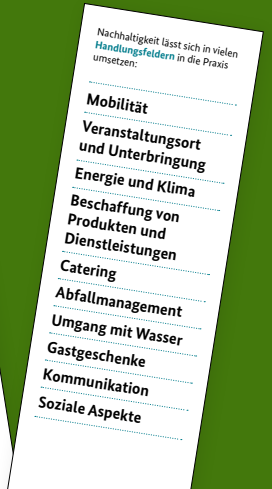 Nachhaltigkeit lässt sich in vielen
Handlungsfeldern in die Praxis
umsetzen:
Mobilität
Veranstaltungsort
und Unterbringung
Energie und Klima
Beschaffung von
Produkten und
Dienstleistungen
Catering
Abfallmanagement
Umgang mit Wasser
Gastgeschenke
Kommunikation
Soziale Aspekte